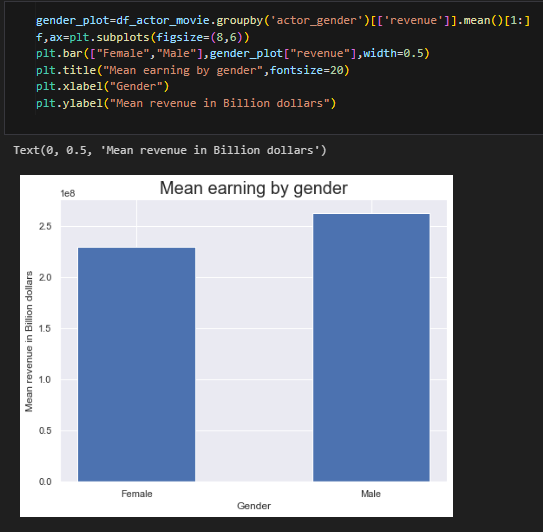 gender_plot=df_actor_movie.groupby('actor_gender')[['revenue']].mean()[1:]
f,ax=plt.subplots(figsize=(8,6))
plt.bar(["Female","Male"],gender_plot["revenue"],width=0.5)
plt.title("Mean earning by gender",fontsize=20)
plt.xlabel("Gender")
plt.ylabel("Mean revenue in Billion dollars")
Text(0, 0.5, 'Mean revenue in Billion dollars')
Mean earning by gender
1e8
2.5
2.0
1.5
1.0
0.5
0.0
Mean revenue in Billion dollars
Female Male
Gender